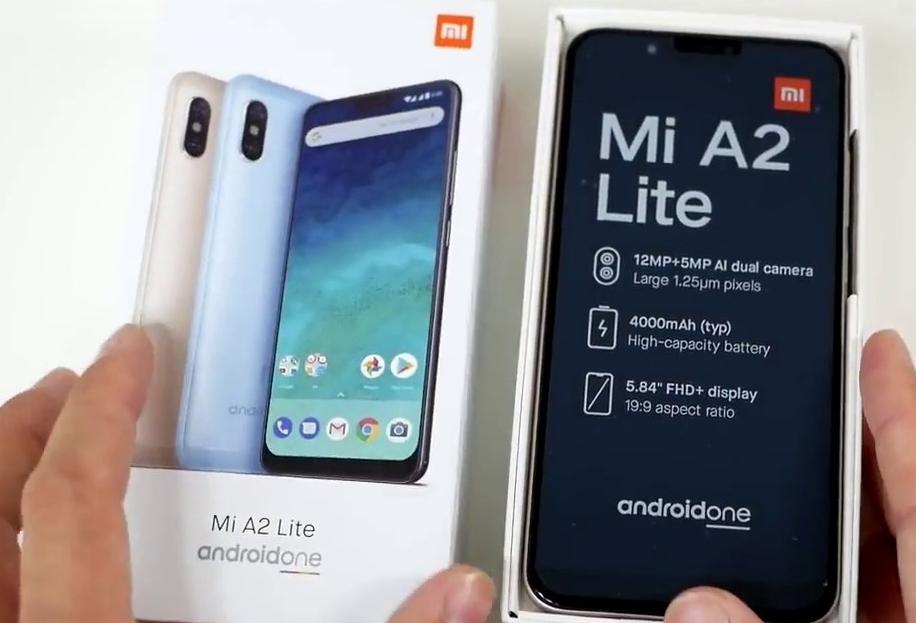 mi
android
Mi A2 Lite
androidone
mi
Mi A2
Lite
12MP+5MP AI dual camera
Large 1.25μm pixels
4000mAh (typ)
High-capacity battery
5.84" FHD+ display
19:9 aspect ratio
androidone